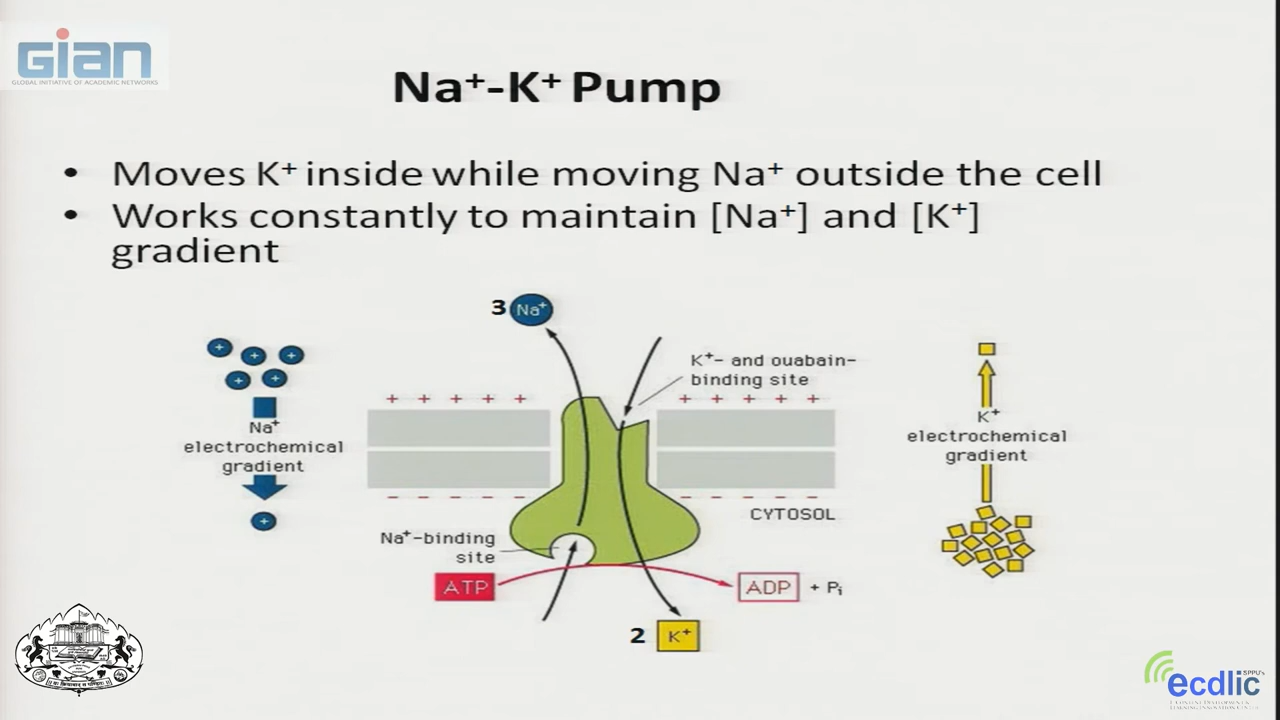 GIAN
GLOBAL INITIATIVE OF ACADEMIC NETWORKS
Na⁺-K⁺ Pump
• Moves K⁺ inside while moving Na⁺ outside the cell
• Works constantly to maintain [Na⁺] and [K⁺]
gradient
3 Na⁺
K⁺- and ouabain-
binding site
+ + + + +
+ + + + +
Na⁺
electrochemical
gradient
K⁺
electrochemical
gradient
CYTOSOL
Na⁺-binding
site
ATP
ADP + Pi
2 K⁺
SPPU's
ecdlic